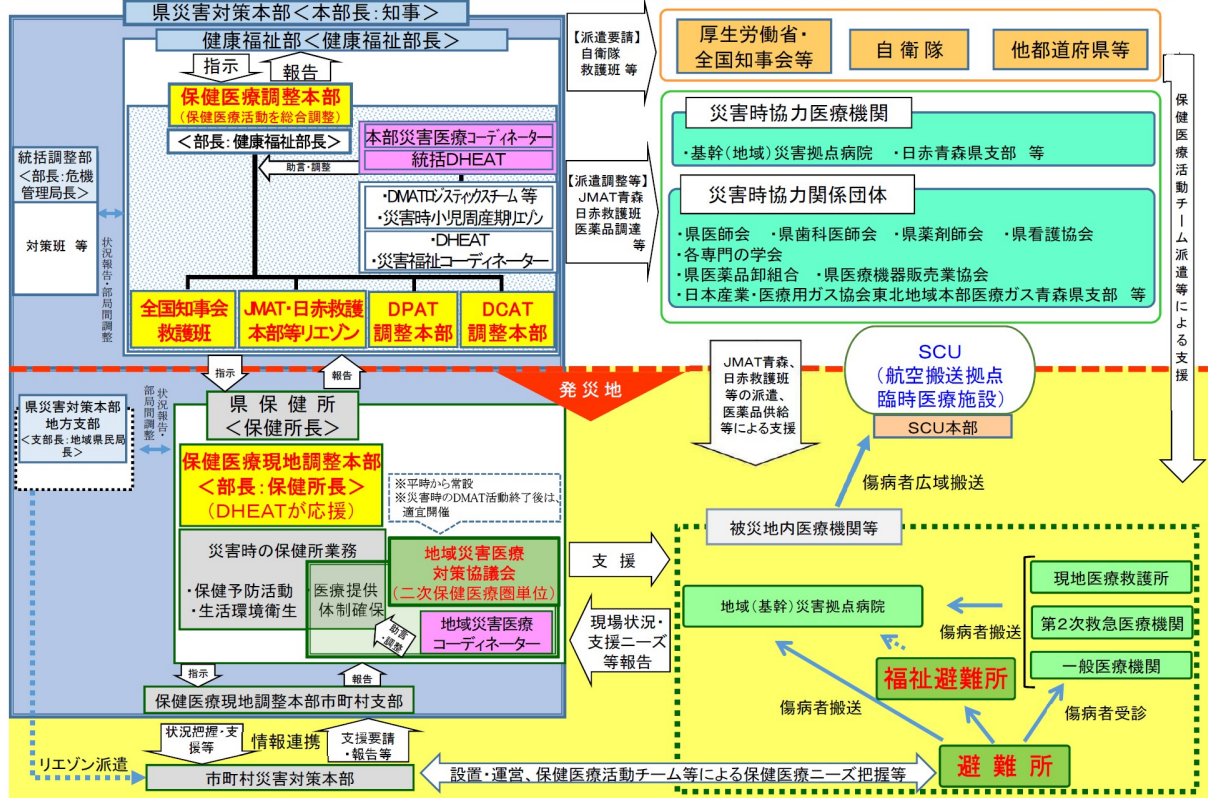 県災害対策本部<本部長:知事>
健康福祉部<健康福祉部長>
指示
報告
保健医療調整本部
(保健医療活動を総合調整)
<部長:健康福祉部長>
本部災害医療コーディネーター
統括DHEAT
助言・調整
・DMATロジスティックスチーム 等
・災害時小児周産期リエゾン
・DHEAT
・災害福祉コーディネーター
統括調整部
<部長:危機
管理局長>
対策班 等
状況報告・部局間調整
全国知事会
救護班
JMAT・日赤救護
本部等リエゾン
DPAT
調整本部
DCAT
調整本部
【派遣要請】
自衛隊
救護班 等
厚生労働省・
全国知事会等
自衛隊
他都道府県等
【派遣調整等】
JMAT青森
日赤救護班
医薬品調達
等
災害時協力医療機関
・基幹(地域)災害拠点病院 ・日赤青森県支部 等
災害時協力関係団体
・県医師会 ・県歯科医師会 ・県薬剤師会 ・県看護協会
・各専門の学会
・県医薬品卸組合 ・県医療機器販売業協会
・日本産業・医療用ガス協会東北地域本部医療ガス青森県支部 等
保健医療活動チーム派遣等による支援
指示
報告
発災地
JMAT青森、
日赤救護班
等の派遣、
医薬品供給
等による支援
SCU
(航空搬送拠点
臨時医療施設)
SCU本部
傷病者広域搬送
県災害対策本部
地方支部
<支部長:地域県民局
長>
状況報告・
部局間調整
県保健所
<保健所長>
保健医療現地調整本部
<部長:保健所長>
(DHEATが応援)
※平時から常設
※災害時のDMAT活動終了後は、
適宜開催
災害時の保健所業務
・保健予防活動
・生活環境衛生
・医療提供
体制確保
地域災害医療
対策協議会
(二次保健医療圏単位)
助言
・調整
地域災害医療
コーディネーター
支援
現場状況・
支援ニーズ
等報告
被災地内医療機関等
地域(基幹)災害拠点病院
現地医療救護所
第2次救急医療機関
一般医療機関
傷病者搬送
福祉避難所
傷病者搬送
傷病者受診
避難所
指示
報告
保健医療現地調整本部市町村支部
状況把握・支
援等
情報連携
支援要請
・報告等
リエゾン派遣
市町村災害対策本部
設置・運営、保健医療活動チーム等による保健医療ニーズ把握等